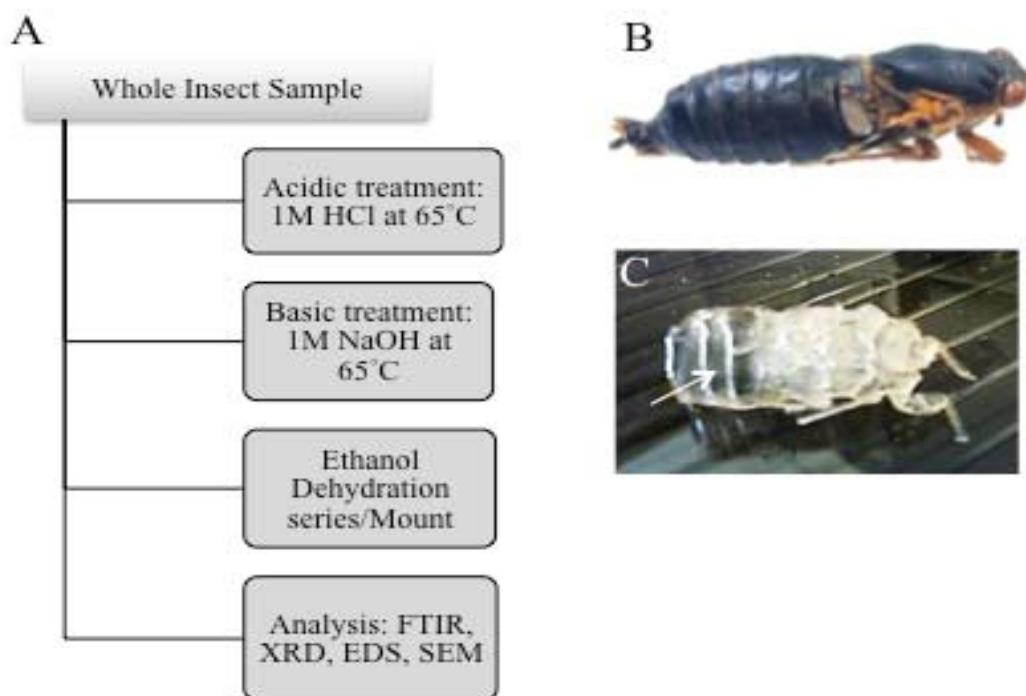 A
Whole Insect Sample
Acidic treatment:
1M HCl at 65°C
Basic treatment:
1M NaOH at
65°C
Ethanol
Dehydration
series/Mount
Analysis: FTIR,
XRD, EDS, SEM
B
C